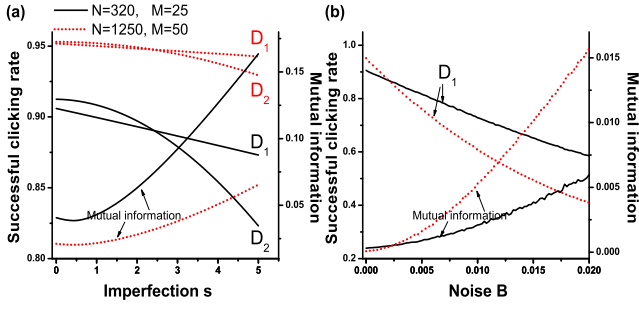 (a)
N=320, M=25
N=1250, M=50
(b)
Successful clicking rate
0.95
0.90
0.85
0.80
D1
D2
D1
D2
Mutual information
0 1 2 3 4 5
Imperfection s
0.15
0.10
0.05
Mutual information
Successful clicking rate
1.0
0.8
0.6
0.4
0.2
D1
Mutual information
0.000 0.005 0.010 0.015 0.020
Noise B
0.015
0.010
0.005
0.000
Mutual information